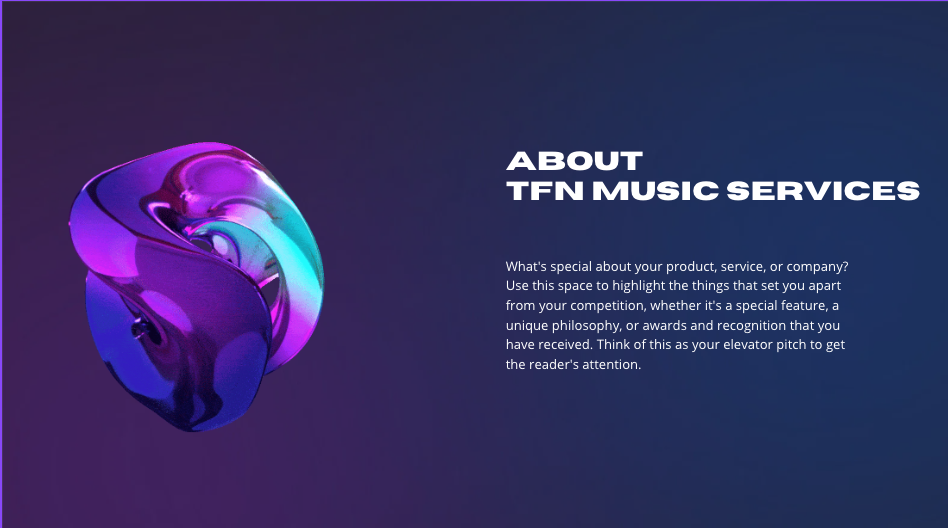 ABOUT
TFN MUSIC SERVICES
What's special about your product, service, or company?
Use this space to highlight the things that set you apart
from your competition, whether it's a special feature, a
unique philosophy, or awards and recognition that you
have received. Think of this as your elevator pitch to get
the reader's attention.